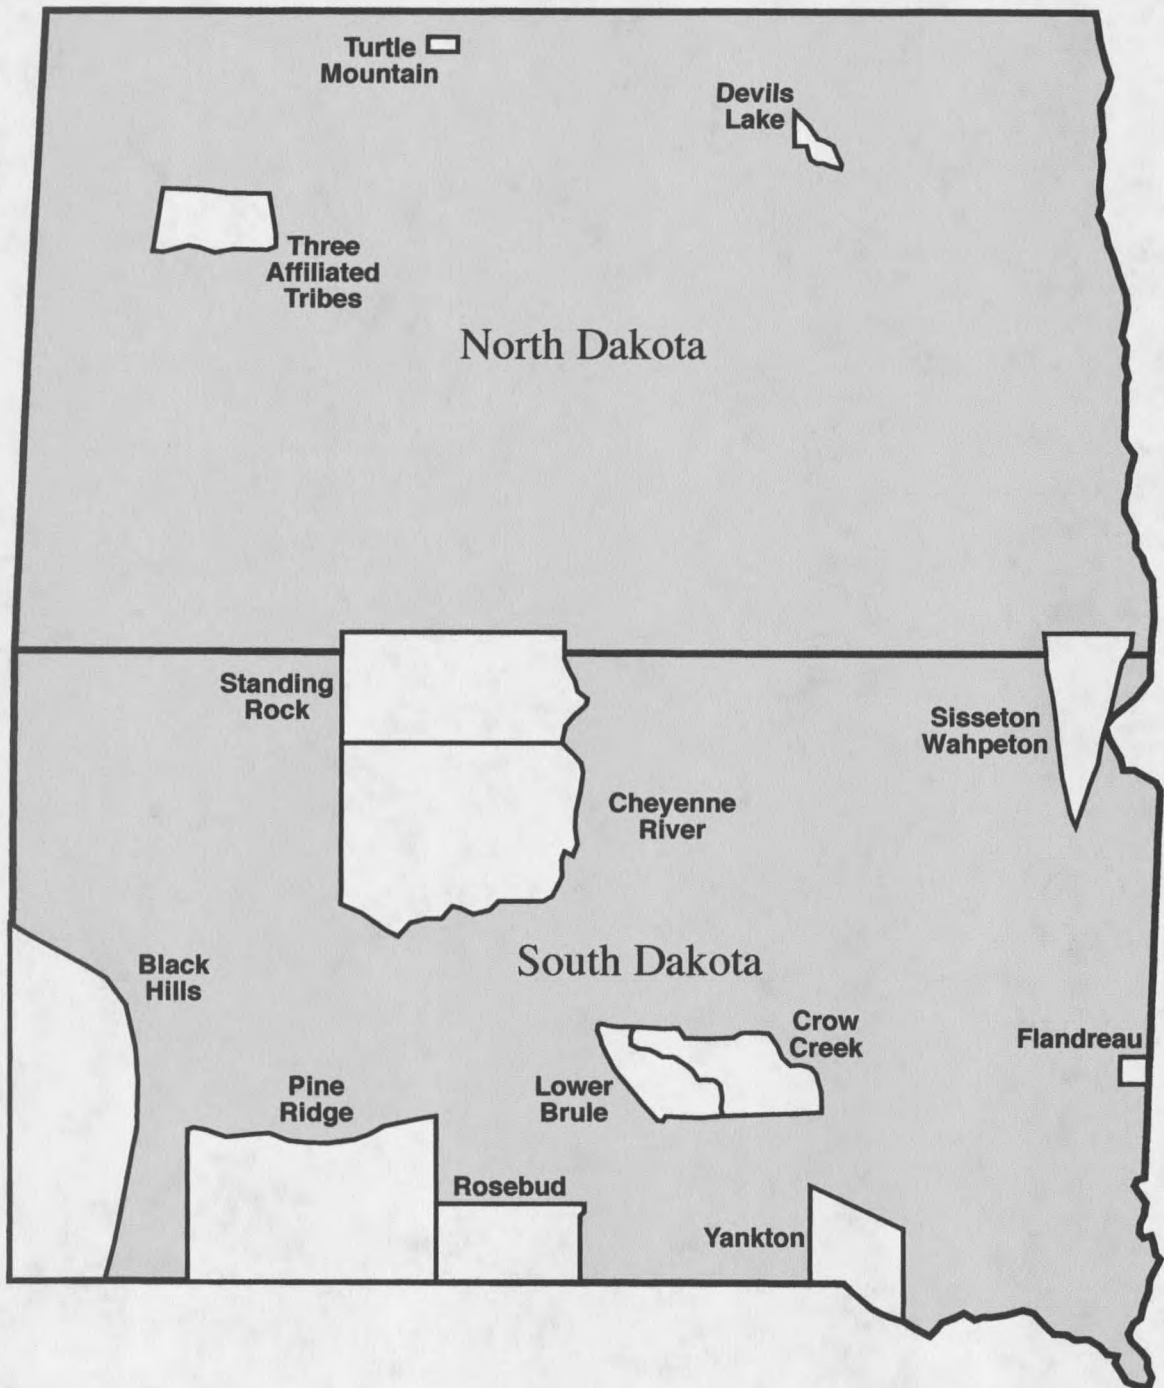 Turtle
Mountain
Devils
Lake
Three
Affiliated
Tribes
North Dakota
Standing
Rock
Sisseton
Wahpeton
Cheyenne
River
South Dakota
Black
Hills
Crow
Creek
Flandreau
Pine
Ridge
Lower
Brule
Rosebud
Yankton